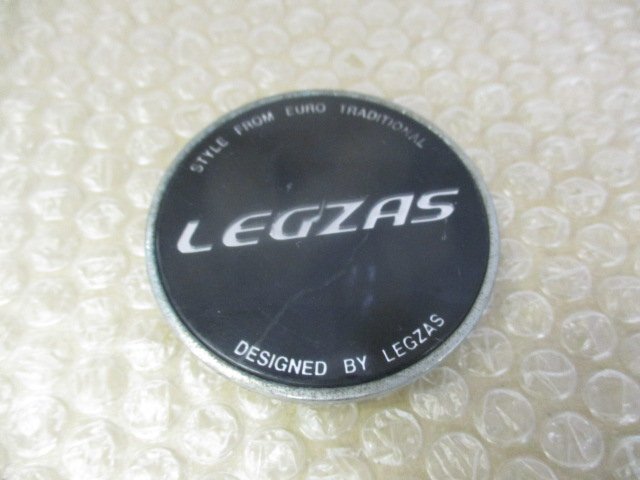 STYLE FROM EURO TRADITIONAL
LEGZAS
DESIGNED BY LEGZAS